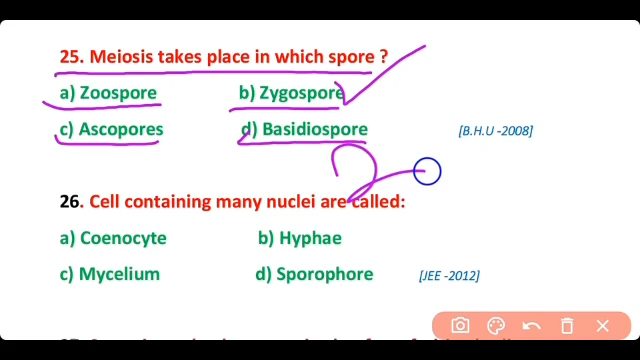 25. Meiosis takes place in which spore ?
a) Zoospore b) Zygospore
c) Ascopores d) Basidiospore [B.H.U -2008]
26. Cell containing many nuclei are called:
a) Coenocyte b) Hyphae
c) Mycelium d) Sporophore [JEE -2012]